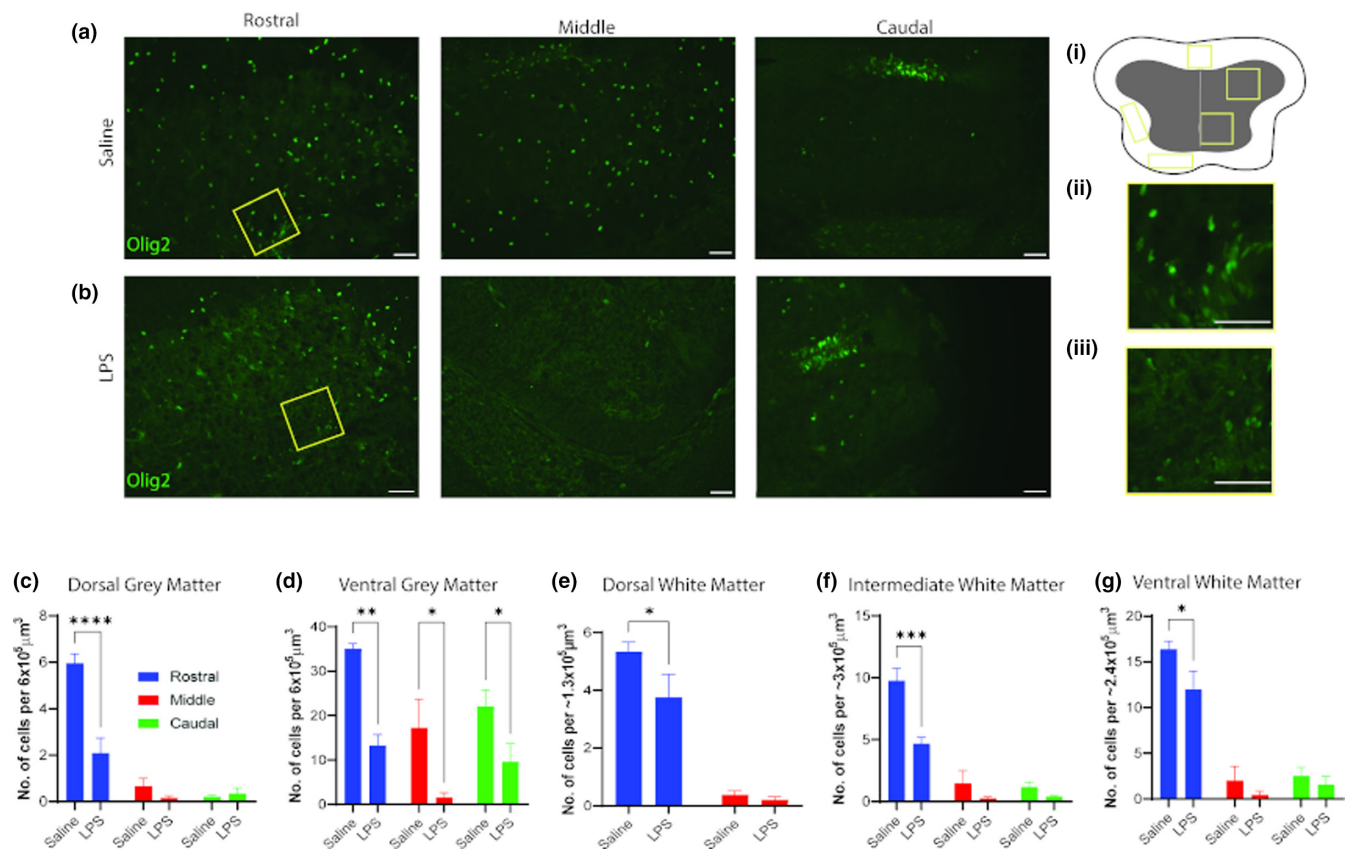 Rostral Middle Caudal
(a)
Saline
Olig2
(b)
LPS
Olig2
(i)
(ii)
(iii)
(c) Dorsal Grey Matter
No. of cells per 6x10⁵µm³
8
6
4
2
0
****
Rostral
Middle
Caudal
Saline LPS Saline LPS Saline LPS
(d) Ventral Grey Matter
No. of cells per 6x10⁵µm³
40
30
20
10
0
** * *
Saline LPS Saline LPS Saline LPS
(e) Dorsal White Matter
No. of cells per ~1.3x10⁵µm³
6
4
2
0
*
Saline LPS Saline LPS
(f) Intermediate White Matter
No. of cells per ~3x10⁵µm³
15
10
5
0
***
Saline LPS Saline LPS Saline LPS
(g) Ventral White Matter
No. of cells per ~2.4x10⁵µm³
20
15
10
5
0
*
Saline LPS Saline LPS Saline LPS